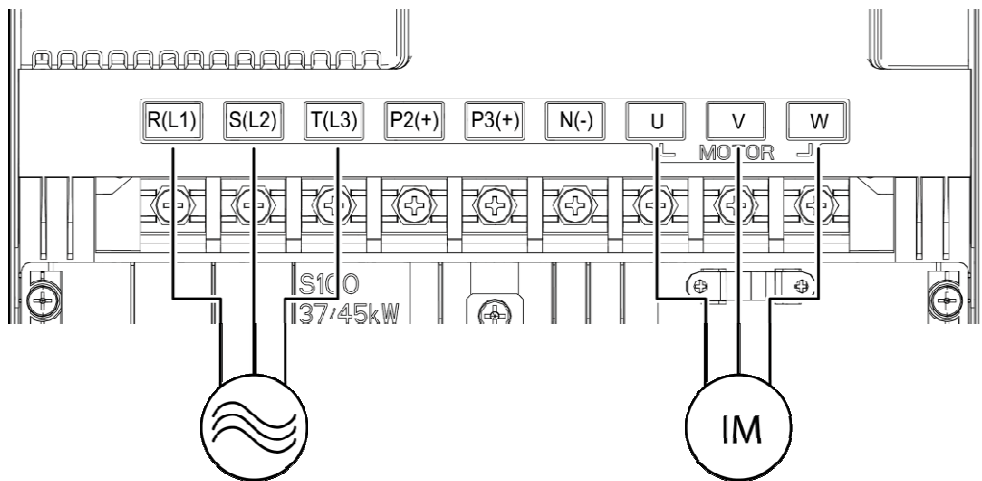 R(L1) S(L2) T(L3) P2(+) P3(+) N(-) U V W
MOTOR
S100
37/45kW
IM